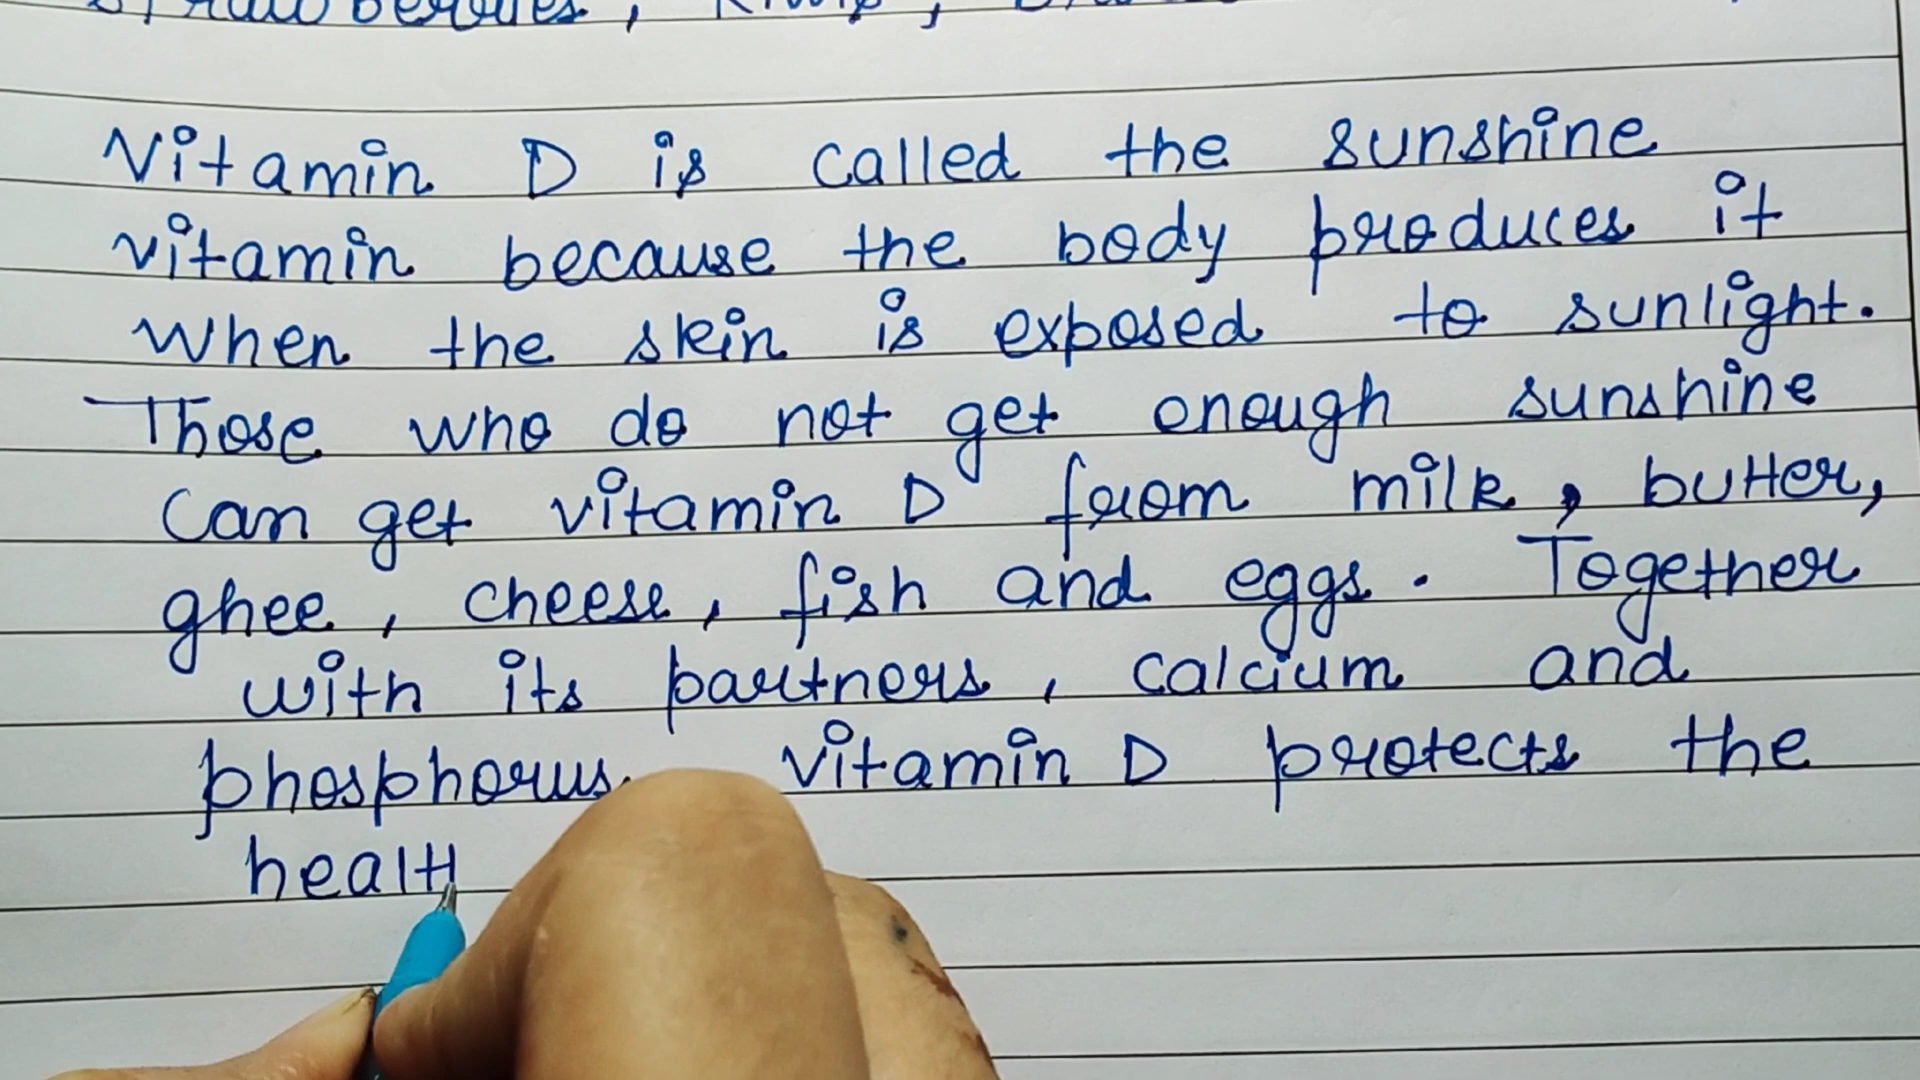 Vitamin D is called the sunshine
vitamin because the body produces it
when the skin is exposed to sunlight.
Those who do not get enough sunshine
can get vitamin D from milk, butter,
ghee, cheese, fish and eggs. Together
with its partners, calcium and
phosphorus vitamin D protects the
healt